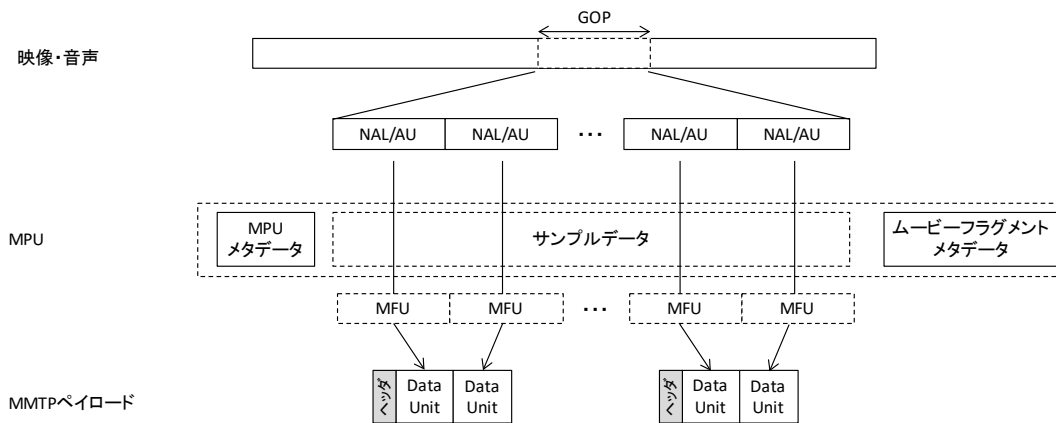 GOP
映像・音声
NAL/AU NAL/AU ・・・ NAL/AU NAL/AU
MPU
MPU
メタデータ
サンプルデータ
ムービーフラグメント
メタデータ
MFU MFU ・・・ MFU MFU
MMTPペイロード
ヘッダ
Data
Unit
Data
Unit
ヘッダ
Data
Unit
Data
Unit